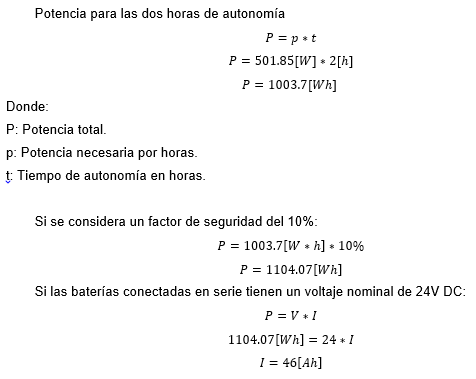 Potencia para las dos horas de autonomía
P = p * t
P = 501.85[W] * 2[h]
P = 1003.7[Wh]
Donde:
P: Potencia total.
p: Potencia necesaria por horas.
t: Tiempo de autonomía en horas.
Si se considera un factor de seguridad del 10%:
P = 1003.7[W * h] * 10%
P = 1104.07[Wh]
Si las baterías conectadas en serie tienen un voltaje nominal de 24V DC:
P = V * I
1104.07[Wh] = 24 * I
I = 46[Ah]